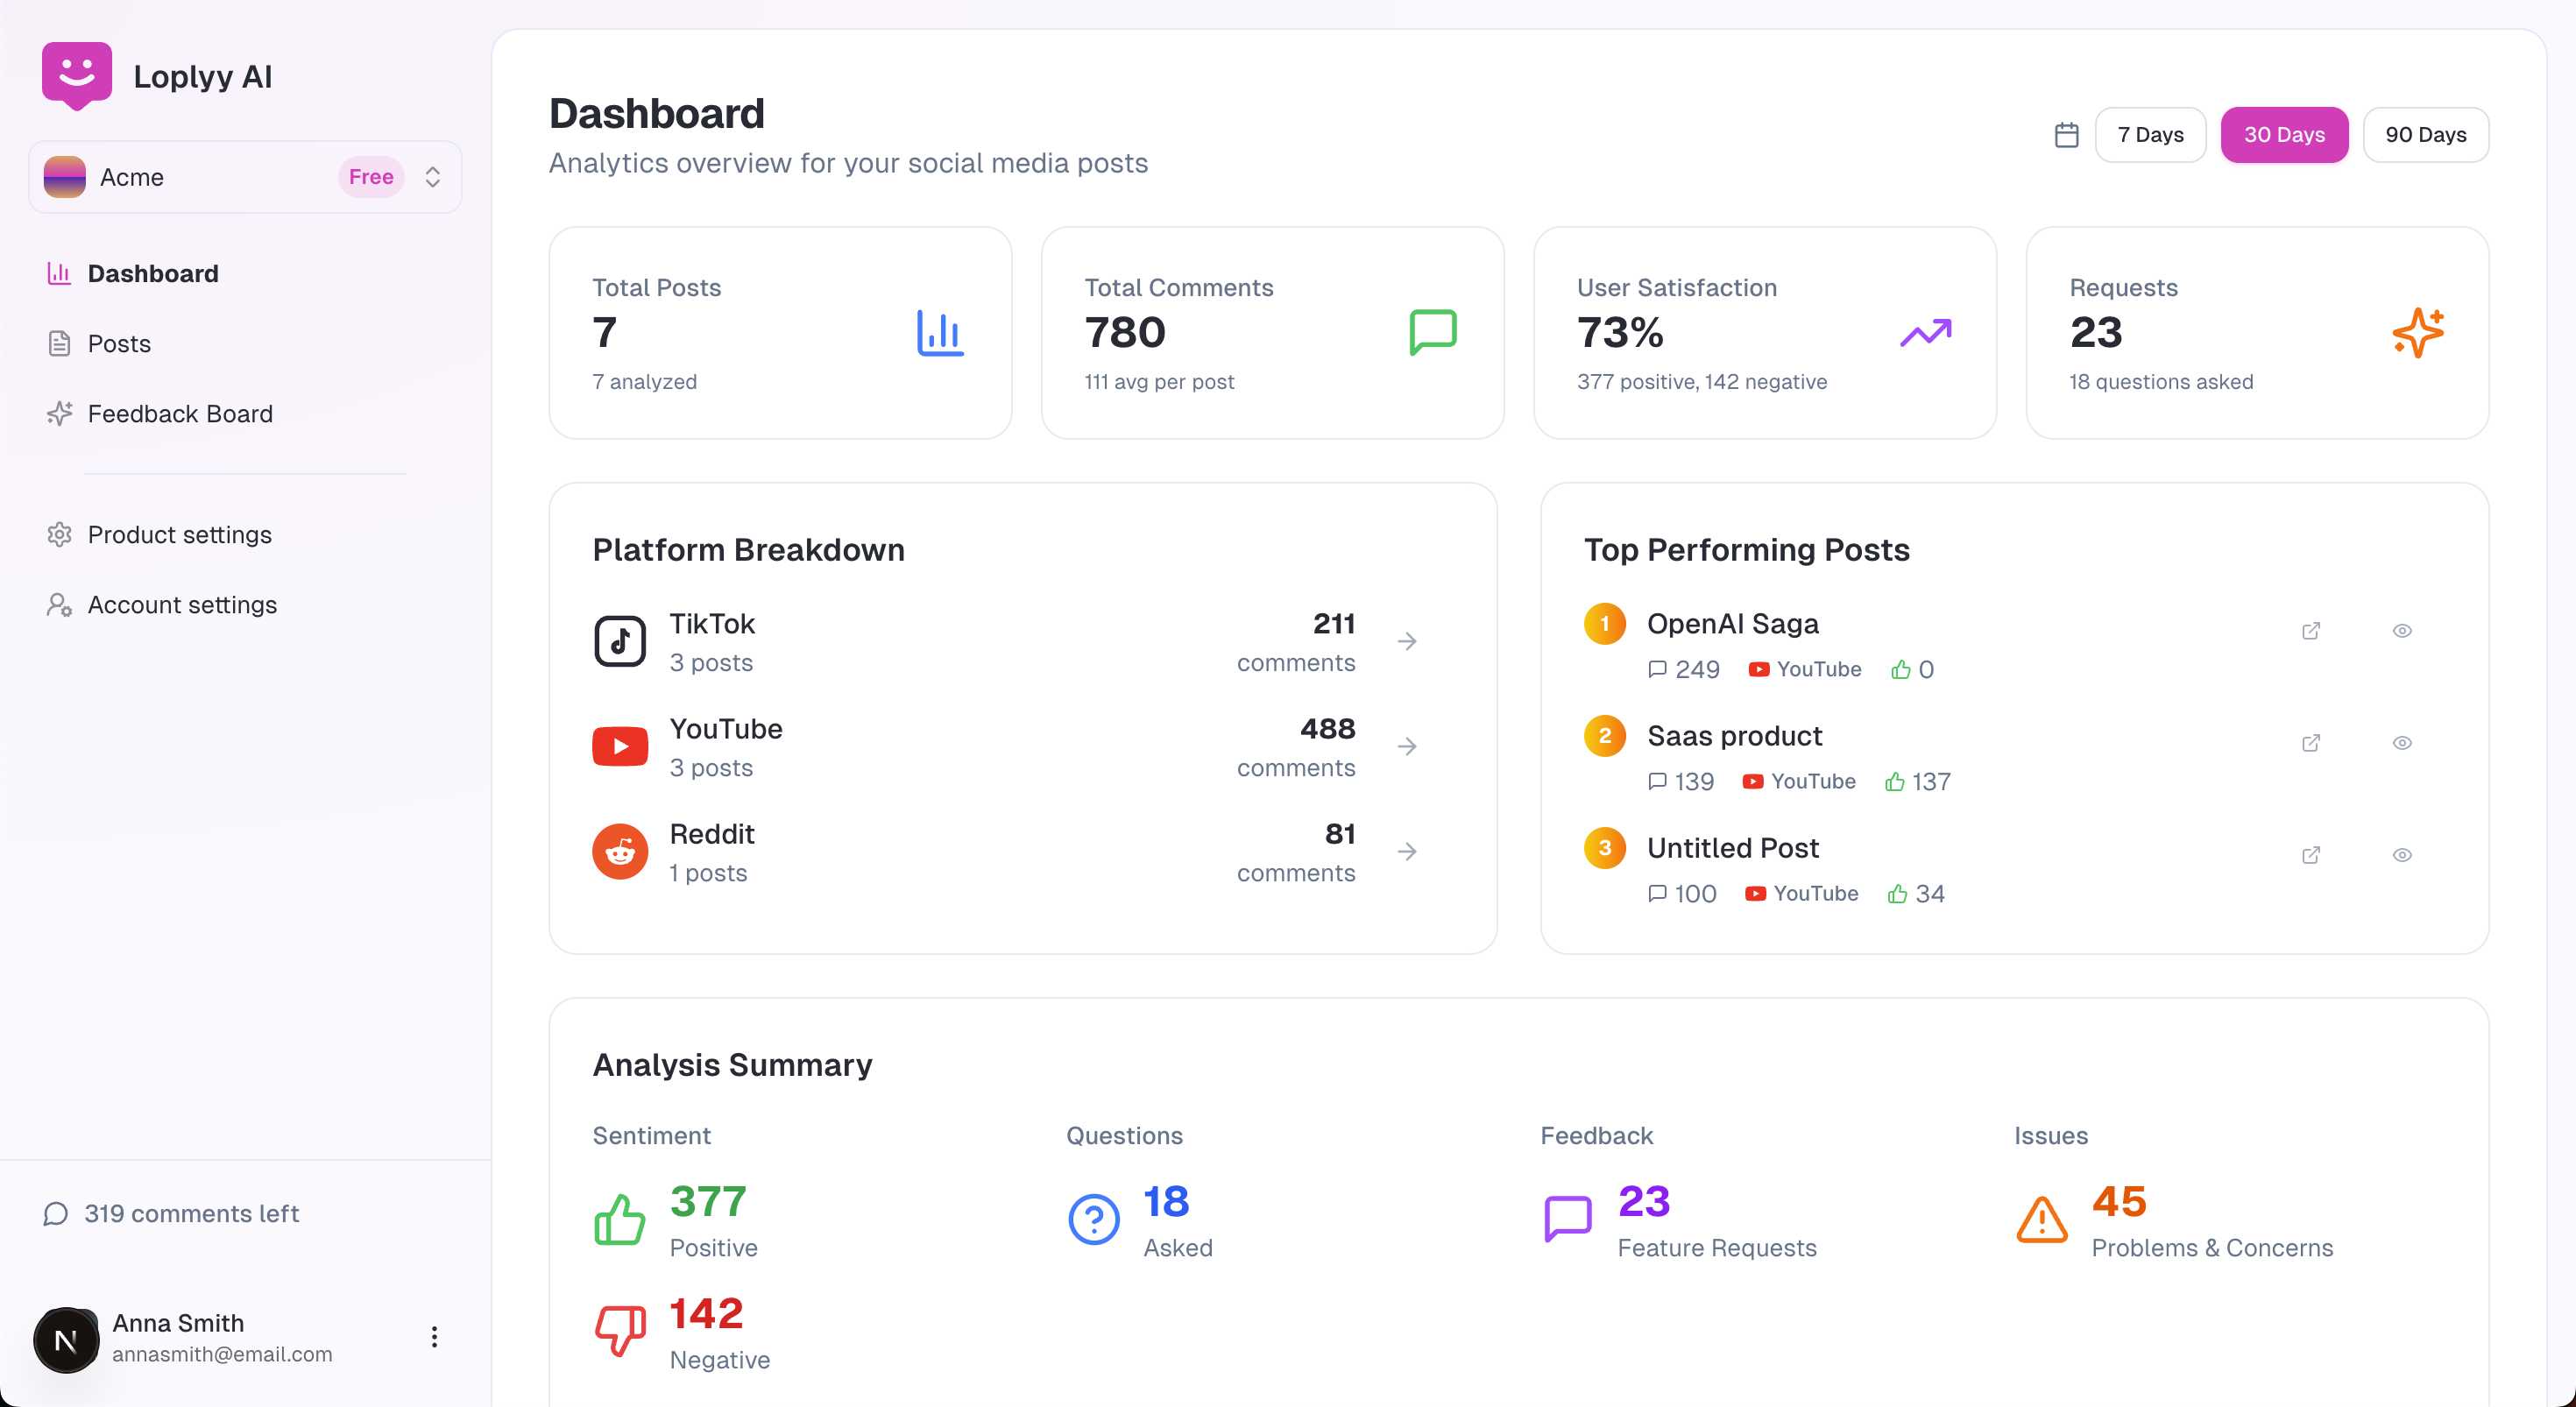 Loplyy AI
Acme
Free
Dashboard
Posts
Feedback Board
Product settings
Account settings
319 comments left
N
Anna Smith
annasmith@email.com
Dashboard
Analytics overview for your social media posts
7 Days
30 Days
90 Days
Total Posts
7
7 analyzed
Total Comments
780
111 avg per post
User Satisfaction
73%
377 positive, 142 negative
Requests
23
18 questions asked
Platform Breakdown
TikTok
3 posts
211
comments
YouTube
3 posts
488
comments
Reddit
1 posts
81
comments
Top Performing Posts
1 OpenAI Saga
249 YouTube 0
2 Saas product
139 YouTube 137
3 Untitled Post
100 YouTube 34
Analysis Summary
Sentiment
377
Positive
142
Negative
Questions
18
Asked
Feedback
23
Feature Requests
Issues
45
Problems & Concerns